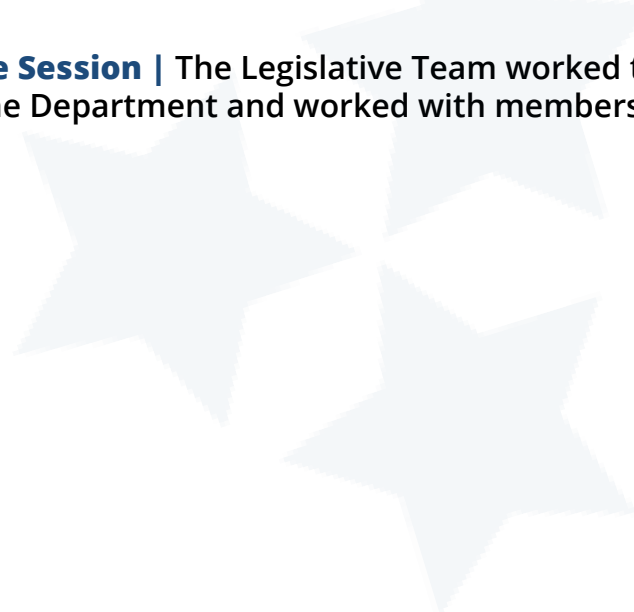 e Session | The Legislative Team worked t
e Department and worked with members